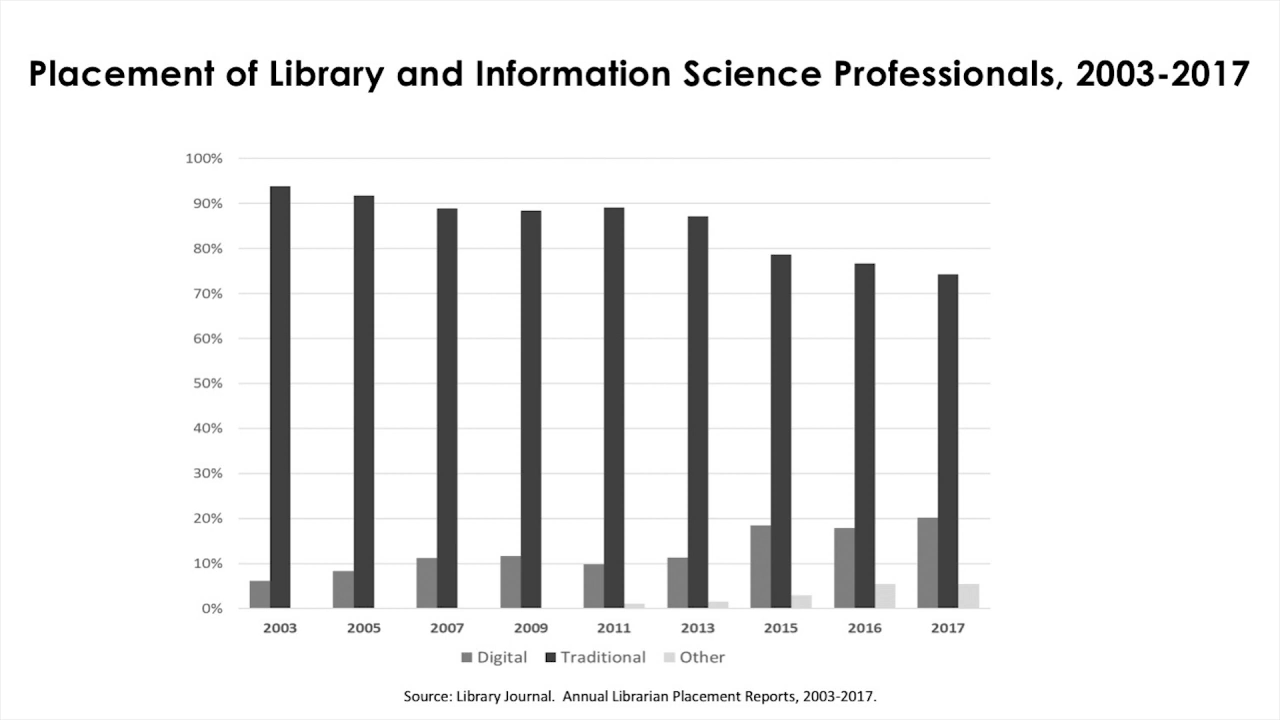 Placement of Library and Information Science Professionals, 2003-2017
100%
90%
80%
70%
60%
50%
40%
30%
20%
10%
0%
2003 2005 2007 2009 2011 2013 2015 2016 2017
Digital Traditional Other
Source: Library Journal. Annual Librarian Placement Reports, 2003-2017.